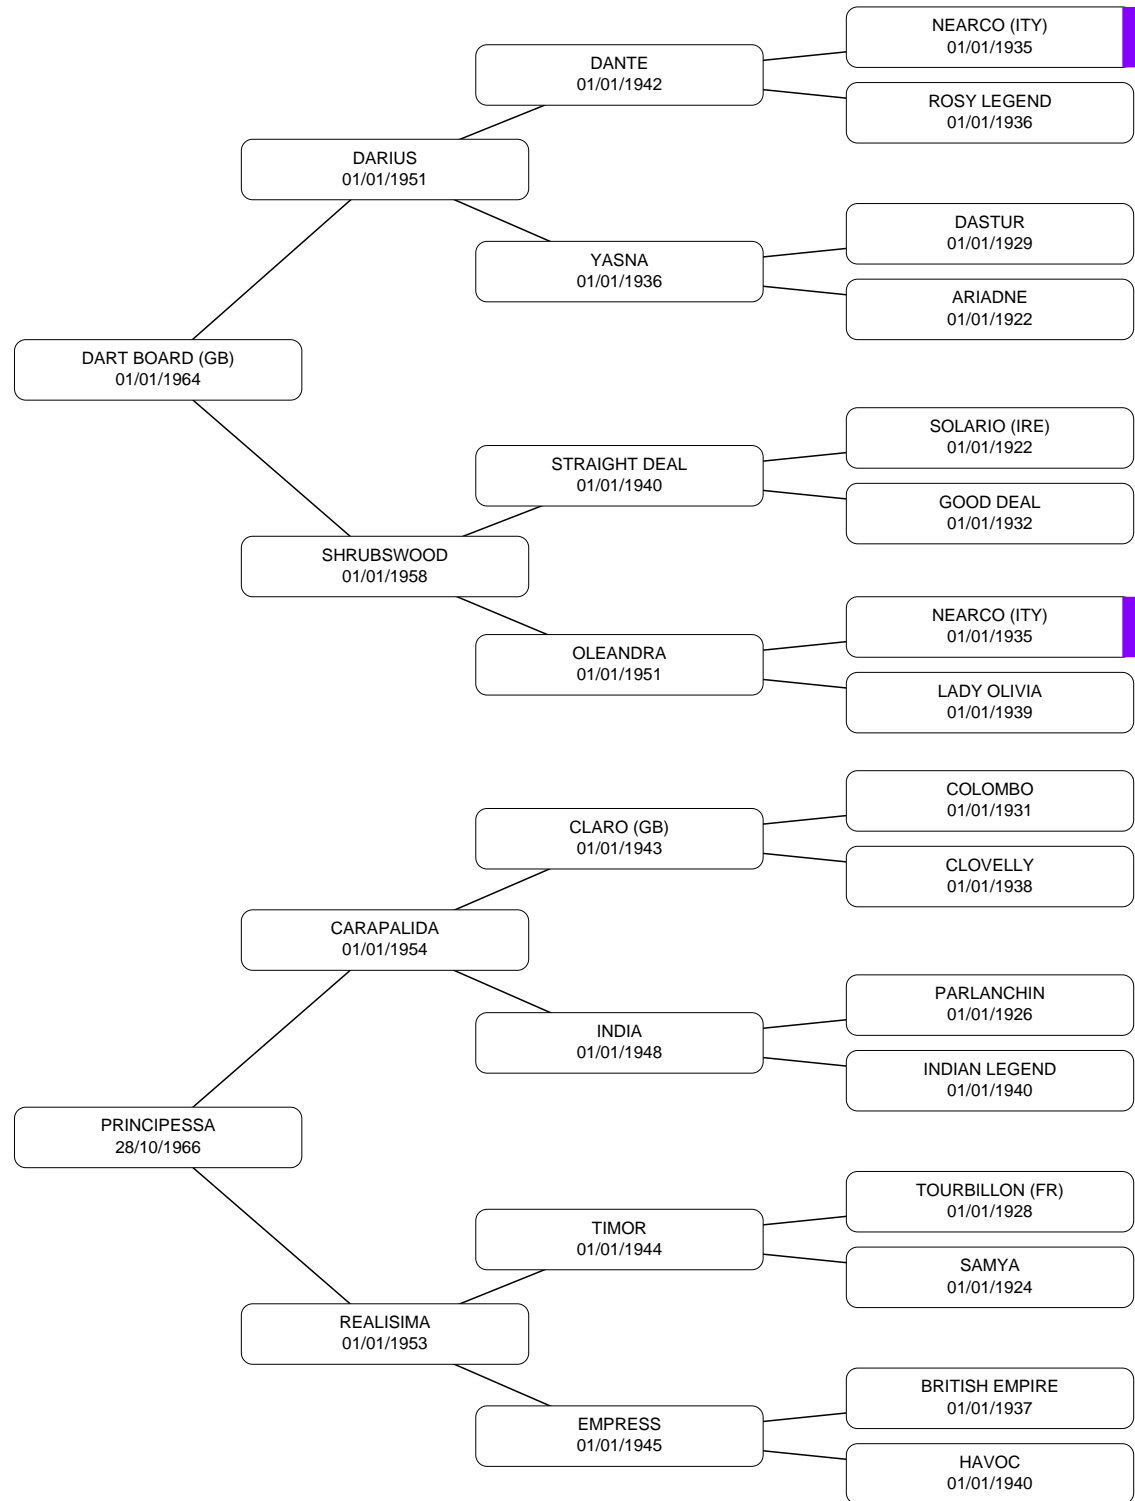 NEARCO (ITY)
01/01/1935
DANTE
01/01/1942
ROSY LEGEND
01/01/1936
DARIUS
01/01/1951
DASTUR
01/01/1929
YASNA
01/01/1936
ARIADNE
01/01/1922
DART BOARD (GB)
01/01/1964
SOLARIO (IRE)
01/01/1922
STRAIGHT DEAL
01/01/1940
GOOD DEAL
01/01/1932
SHRUBSWOOD
01/01/1958
NEARCO (ITY)
01/01/1935
OLEANDRA
01/01/1951
LADY OLIVIA
01/01/1939
COLOMBO
01/01/1931
CLARO (GB)
01/01/1943
CLOVELLY
01/01/1938
CARAPALIDA
01/01/1954
PARLANCHIN
01/01/1926
INDIA
01/01/1948
INDIAN LEGEND
01/01/1940
PRINCIPESSA
28/10/1966
TOURBILLON (FR)
01/01/1928
TIMOR
01/01/1944
SAMYA
01/01/1924
REALISIMA
01/01/1953
BRITISH EMPIRE
01/01/1937
EMPRESS
01/01/1945
HAVOC
01/01/1940